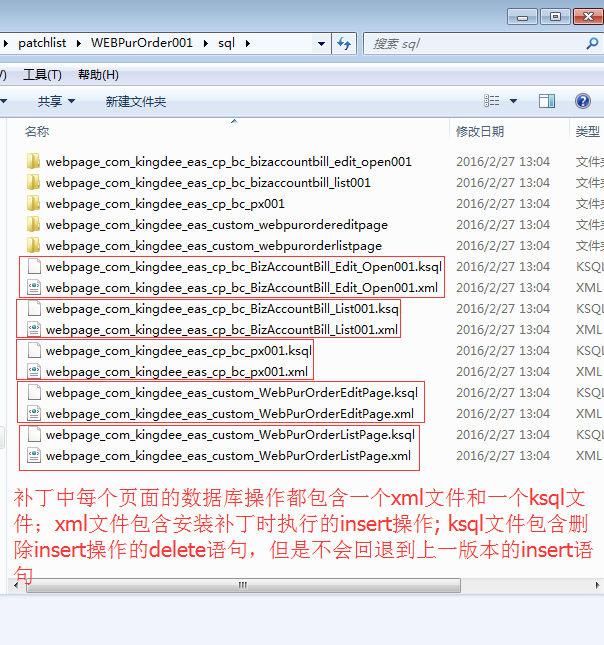 patchlist WEBPurOrder001 sql 搜索 sql
工具(T) 帮助(H)
共享 新建文件夹
名称 修改日期 类型
webpage_com_kingdee_eas_cp_bc_bizaccountbill_edit_open001 2016/2/27 13:04 文件夹
webpage_com_kingdee_eas_cp_bc_bizaccountbill_list001 2016/2/27 13:04 文件夹
webpage_com_kingdee_eas_cp_bc_px001 2016/2/27 13:04 文件夹
webpage_com_kingdee_eas_custom_webpurordereditpage 2016/2/27 13:04 文件夹
webpage_com_kingdee_eas_custom_webpurorderlistpage 2016/2/27 13:04 文件夹
webpage_com_kingdee_eas_cp_bc_BizAccountBill_Edit_Open001.ksql 2016/2/27 13:04 KSQL
webpage_com_kingdee_eas_cp_bc_BizAccountBill_Edit_Open001.xml 2016/2/27 13:04 XML
webpage_com_kingdee_eas_cp_bc_BizAccountBill_List001.ksq 2016/2/27 13:04 KSQL
webpage_com_kingdee_eas_cp_bc_BizAccountBill_List001.xml 2016/2/27 13:04 XML
webpage_com_kingdee_eas_cp_bc_px001.ksql 2016/2/27 13:04 KSQL
webpage_com_kingdee_eas_cp_bc_px001.xml 2016/2/27 13:04 XML
webpage_com_kingdee_eas_custom_WebPurOrderEditPage.ksql 2016/2/27 13:04 KSQL
webpage_com_kingdee_eas_custom_WebPurOrderEditPage.xml 2016/2/27 13:04 XML
webpage_com_kingdee_eas_custom_WebPurOrderListPage.ksql 2016/2/27 13:04 KSQL
webpage_com_kingdee_eas_custom_WebPurOrderListPage.xml 2016/2/27 13:04 XML
补丁中每个页面的数据库操作都包含一个xml文件和一个ksql文
件；xml文件包含安装补丁时执行的insert操作; ksql文件包含删
除insert操作的delete语句，但是不会回退到上一版本的insert语
句